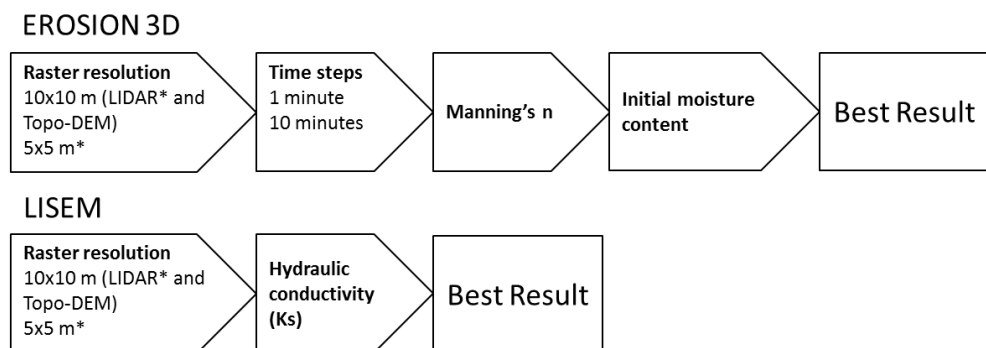 EROSION 3D
Raster resolution
10x10 m (LIDAR* and
Topo-DEM)
5x5 m*
Time steps
1 minute
10 minutes
Manning's n
Initial moisture
content
Best Result
LISEM
Raster resolution
10x10 m (LIDAR* and
Topo-DEM)
5x5 m*
Hydraulic
conductivity
(Ks)
Best Result